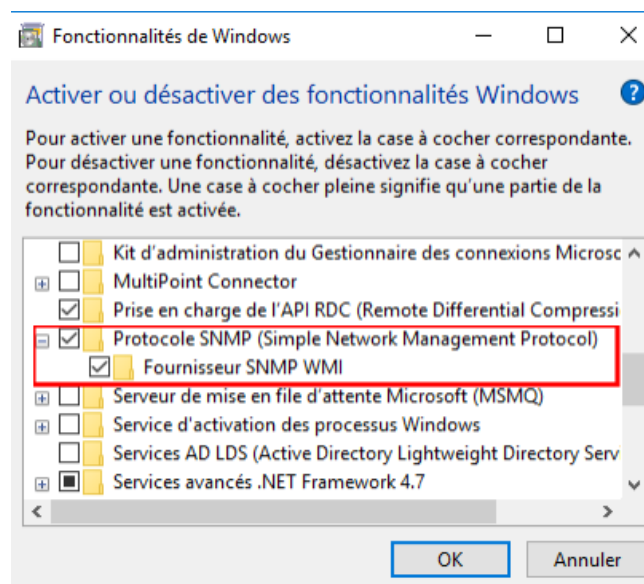 Fonctionnalités de Windows
Activer ou désactiver des fonctionnalités Windows
?
Pour activer une fonctionnalité, activez la case à cocher correspondante.
Pour désactiver une fonctionnalité, désactivez la case à cocher
correspondante. Une case à cocher pleine signifie qu'une partie de la
fonctionnalité est activée.
Kit d'administration du Gestionnaire des connexions Microsc
MultiPoint Connector
Prise en charge de l'API RDC (Remote Differential Compressi
Protocole SNMP (Simple Network Management Protocol)
Fournisseur SNMP WMI
Serveur de mise en file d'attente Microsoft (MSMQ)
Service d'activation des processus Windows
Services AD LDS (Active Directory Lightweight Directory Serv
Services avancés .NET Framework 4.7
OK
Annuler